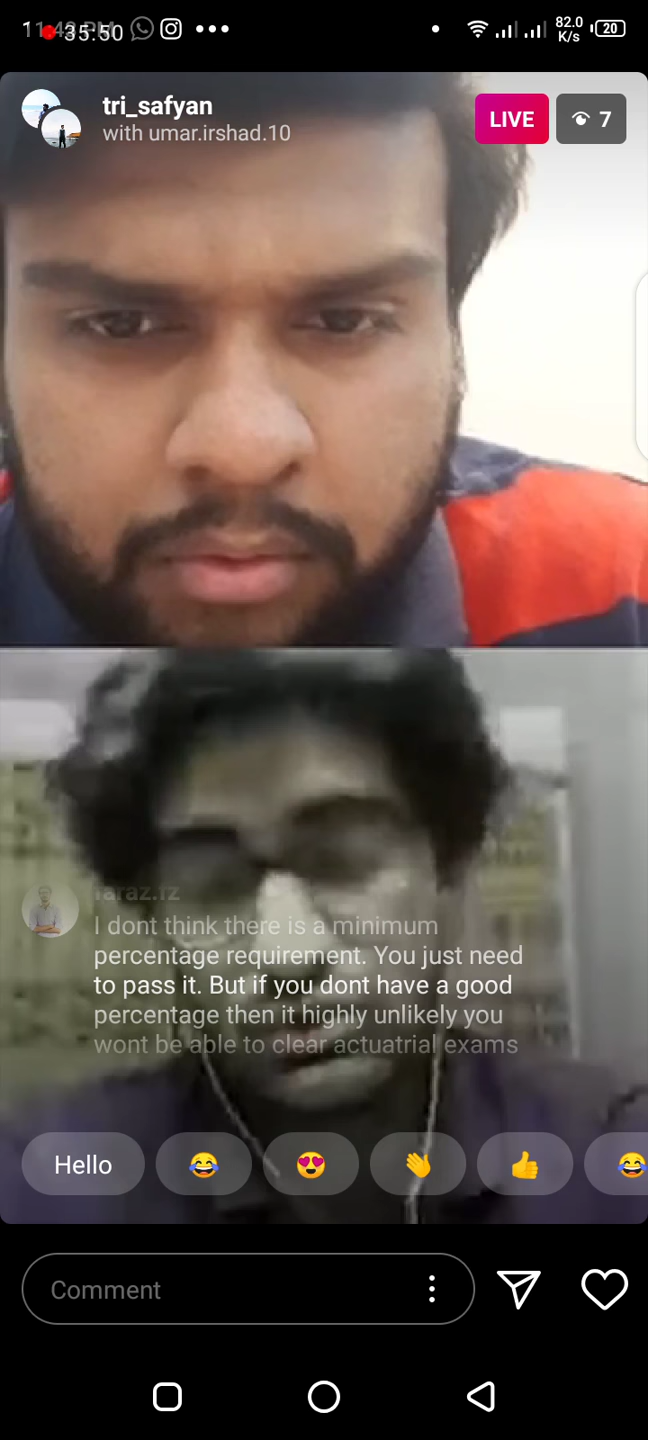 35:50
82.0
K/s
20
tri_safyan
with umar.irshad.10
LIVE
7
faraz.fz
I dont think there is a minimum
percentage requirement. You just need
to pass it. But if you dont have a good
percentage then it highly unlikely you
wont be able to clear actuatrial exams
Hello
Comment